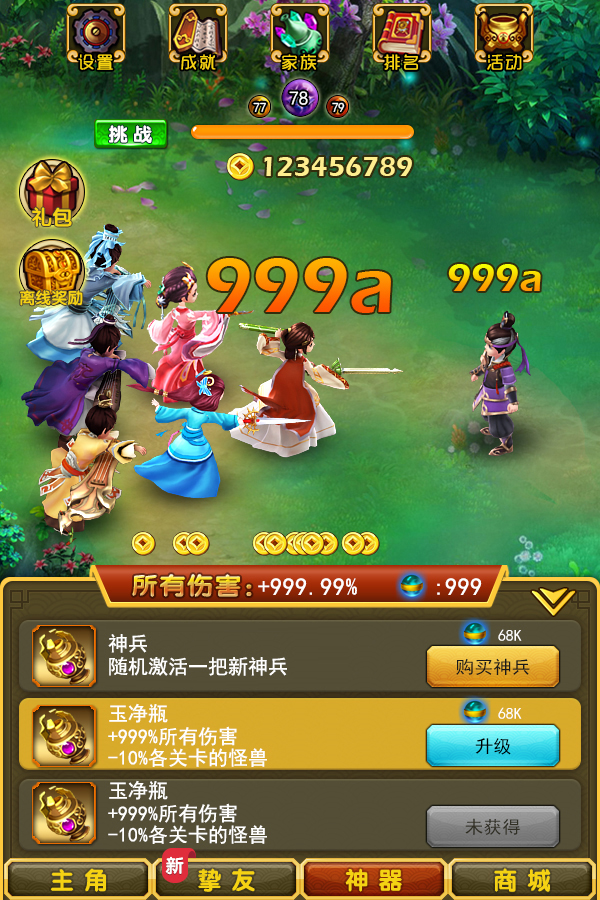 设置
成就
家族
排名
活动
77
78
79
挑战
123456789
礼包
离线奖励
999a
999a
所有伤害:+999.99%
:999
神兵
随机激活一把新神兵
68K
购买神兵
玉净瓶
+999%所有伤害
-10%各关卡的怪兽
68K
升级
玉净瓶
+999%所有伤害
-10%各关卡的怪兽
未获得
主角
新
挚友
神器
商城